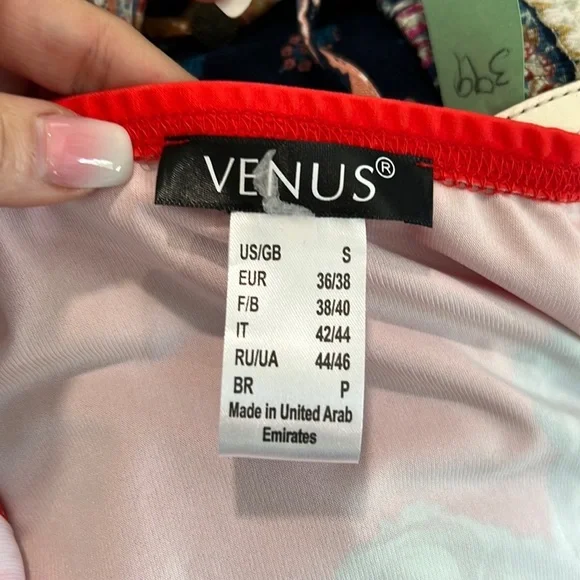 399
VENUS®
US/GB S
EUR 36/38
F/B 38/40
IT 42/44
RU/UA 44/46
BR P
Made in United Arab
Emirates